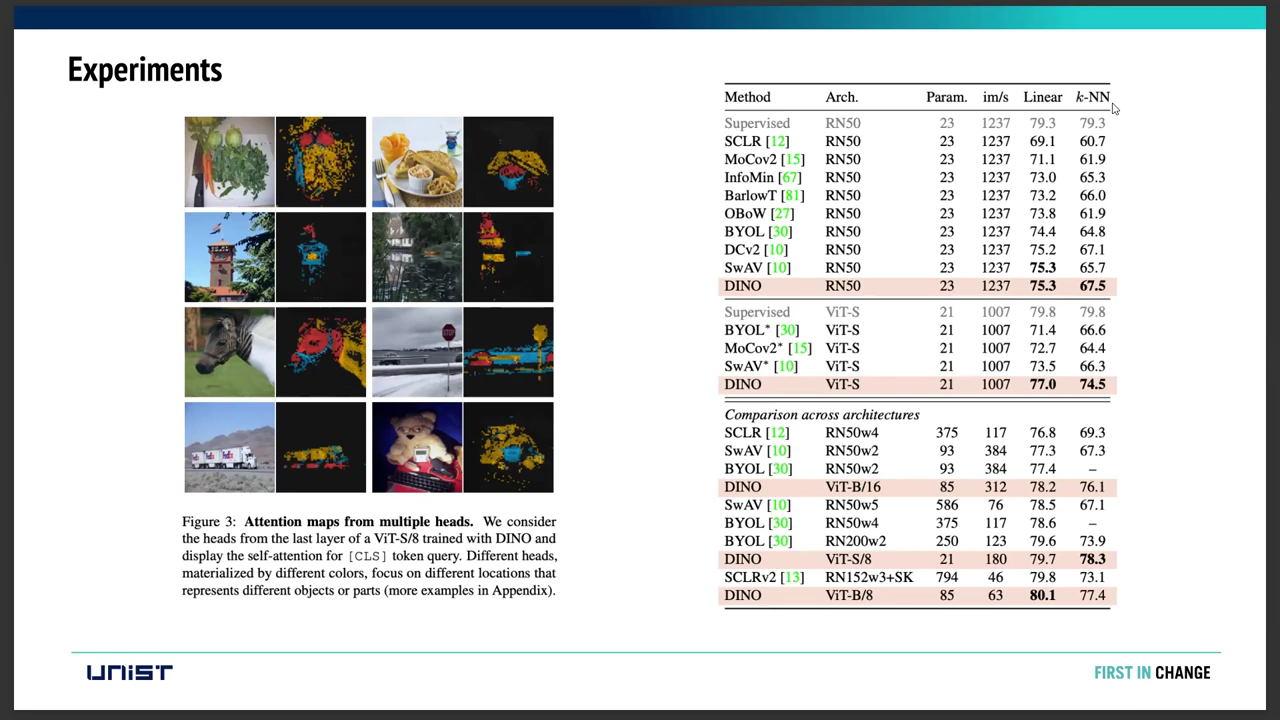 Experiments
Figure 3: Attention maps from multiple heads. We consider
the heads from the last layer of a ViT-S/8 trained with DINO and
display the self-attention for [CLS] token query. Different heads,
materialized by different colors, focus on different locations that
represents different objects or parts (more examples in Appendix).
Method Arch. Param. im/s Linear k-NN
Supervised RN50 23 1237 79.3 79.3
SCLR [12] RN50 23 1237 69.1 60.7
MoCov2 [15] RN50 23 1237 71.1 61.9
InfoMin [67] RN50 23 1237 73.0 65.3
BarlowT [81] RN50 23 1237 73.2 66.0
OBoW [27] RN50 23 1237 73.8 61.9
BYOL [30] RN50 23 1237 74.4 64.8
DCv2 [10] RN50 23 1237 75.2 67.1
SwAV [10] RN50 23 1237 75.3 65.7
DINO RN50 23 1237 75.3 67.5
Supervised ViT-S 21 1007 79.8 79.8
BYOL* [30] ViT-S 21 1007 71.4 66.6
MoCov2* [15] ViT-S 21 1007 72.7 64.4
SwAV* [10] ViT-S 21 1007 73.5 66.3
DINO ViT-S 21 1007 77.0 74.5
Comparison across architectures
SCLR [12] RN50w4 375 117 76.8 69.3
SwAV [10] RN50w2 93 384 77.3 67.3
BYOL [30] RN50w2 93 384 77.4 –
DINO ViT-B/16 85 312 78.2 76.1
SwAV [10] RN50w5 586 76 78.5 67.1
BYOL [30] RN50w4 375 117 78.6 –
BYOL [30] RN200w2 250 123 79.6 73.9
DINO ViT-S/8 21 180 79.7 78.3
SCLRv2 [13] RN152w3+SK 794 46 79.8 73.1
DINO ViT-B/8 85 63 80.1 77.4
STOP
FedEx
UNIST
FIRST IN CHANGE